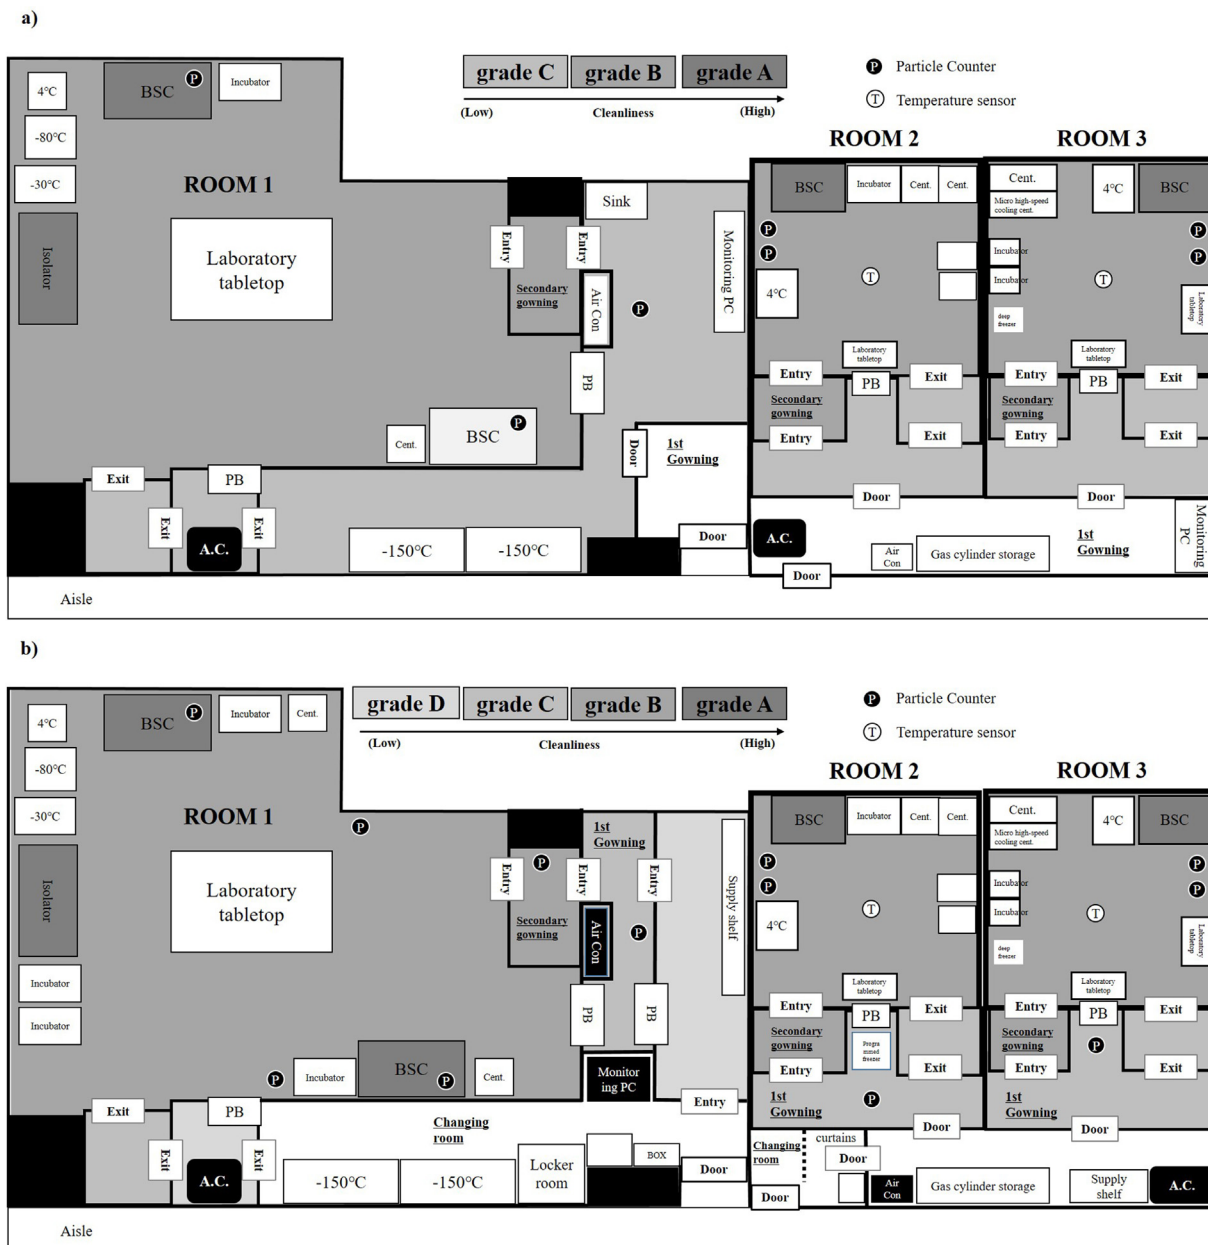 a)
grade C
grade B
grade A
(Low)
Cleanliness
(High)
P
Particle Counter
T
Temperature sensor
ROOM 2
ROOM 3
4℃
BSC
P
Incubator
-80℃
-30℃
ROOM 1
Isolator
Laboratory
tabletop
Sink
Entry
Entry
Secondary
gowning
Air Con
P
Monitoring PC
PB
Cent.
BSC
P
Door
1st
Gowning
Exit
PB
Exit
Exit
A.C.
-150℃
-150℃
Door
BSC
Incubator
Cent.
Cent.
P
P
4℃
T
Laboratory
tabletop
Entry
PB
Exit
Secondary
gowning
Entry
Exit
Door
Cent.
Micro high-speed
cooling cent.
4℃
BSC
P
P
Incubator
Incubator
T
deep
freezer
Laboratory
tabletop
Laboratory
tabletop
Entry
PB
Exit
Secondary
gowning
Entry
Exit
Door
A.C.
Air
Con
Gas cylinder storage
1st
Gowning
Monitoring
PC
Door
Aisle
b)
grade D
grade C
grade B
grade A
(Low)
Cleanliness
(High)
P
Particle Counter
T
Temperature sensor
ROOM 2
ROOM 3
4℃
BSC
P
Incubator
Cent.
-80℃
-30℃
ROOM 1
P
Isolator
Laboratory
tabletop
Incubator
Incubator
1st
Gowning
Entry
P
Entry
Entry
Secondary
gowning
Air Con
P
Supply shelf
PB
PB
P
Incubator
BSC
P
Cent.
Monitor
ing PC
Entry
Exit
PB
Exit
Exit
A.C.
Changing
room
-150℃
-150℃
Locker
room
BOX
Door
BSC
Incubator
Cent.
Cent.
P
P
4℃
T
Laboratory
tabletop
Entry
PB
Exit
Secondary
gowning
Progra
mmed
freezer
Entry
Exit
1st
Gowning
P
Door
Cent.
Micro high-speed
cooling cent.
4℃
BSC
P
P
Incubator
Incubator
T
deep
freezer
Laboratory
tabletop
Laboratory
tabletop
Entry
PB
Exit
Secondary
gowning
P
Entry
Exit
1st
Gowning
Door
Changing
room
curtains
Door
Door
Air
Con
Gas cylinder storage
Supply
shelf
A.C.
Aisle